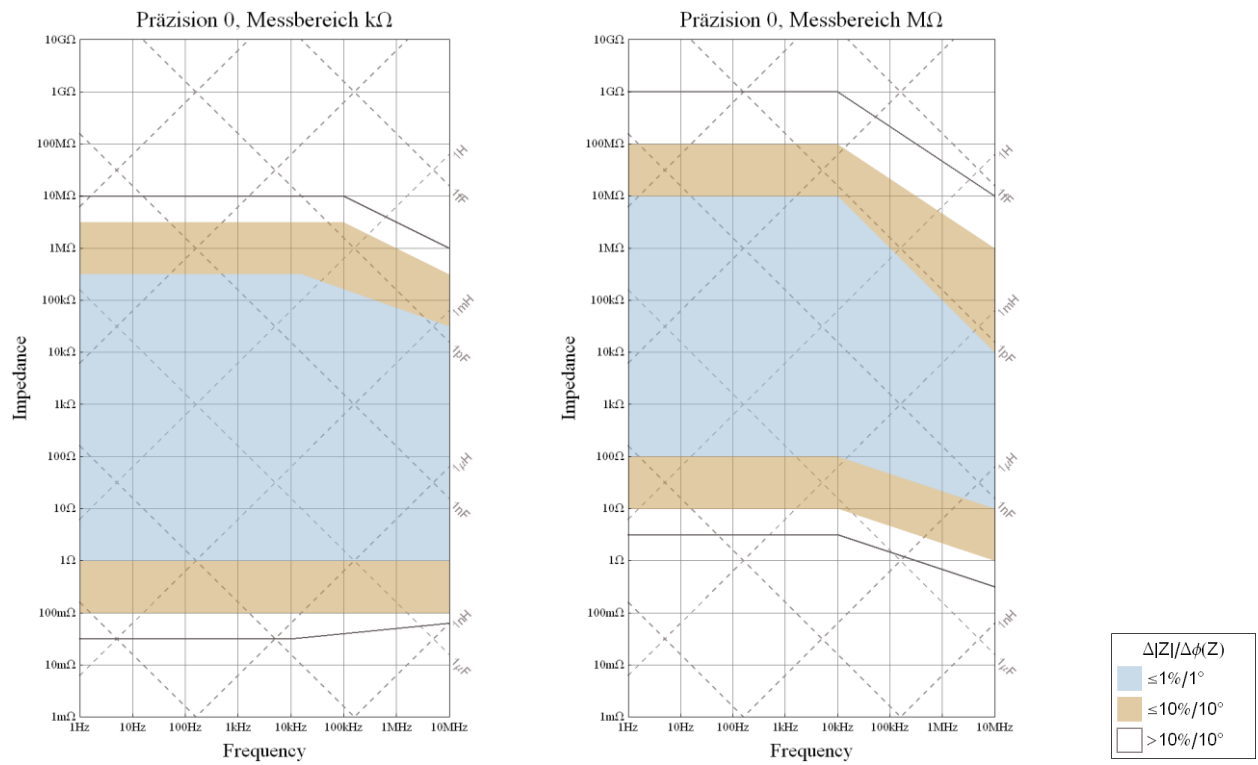 Präzision 0, Messbereich kΩ
10GΩ
1GΩ
100MΩ
10MΩ
1MΩ
100kΩ
10kΩ
1kΩ
100Ω
10Ω
1Ω
100mΩ
10mΩ
1mΩ
Impedance
1Hz 10Hz 100Hz 1kHz 10kHz 100kHz 1MHz 10MHz
Frequency
1H
1fF
1mH
1pF
1μH
1nF
1nH
1μF
Präzision 0, Messbereich MΩ
10GΩ
1GΩ
100MΩ
10MΩ
1MΩ
100kΩ
10kΩ
1kΩ
100Ω
10Ω
1Ω
100mΩ
10mΩ
1mΩ
Impedance
1Hz 10Hz 100Hz 1kHz 10kHz 100kHz 1MHz 10MHz
Frequency
1H
1fF
1mH
1pF
1μH
1nF
1nH
1μF
Δ|Z|/Δϕ(Z)
≤1%/1°
≤10%/10°
>10%/10°